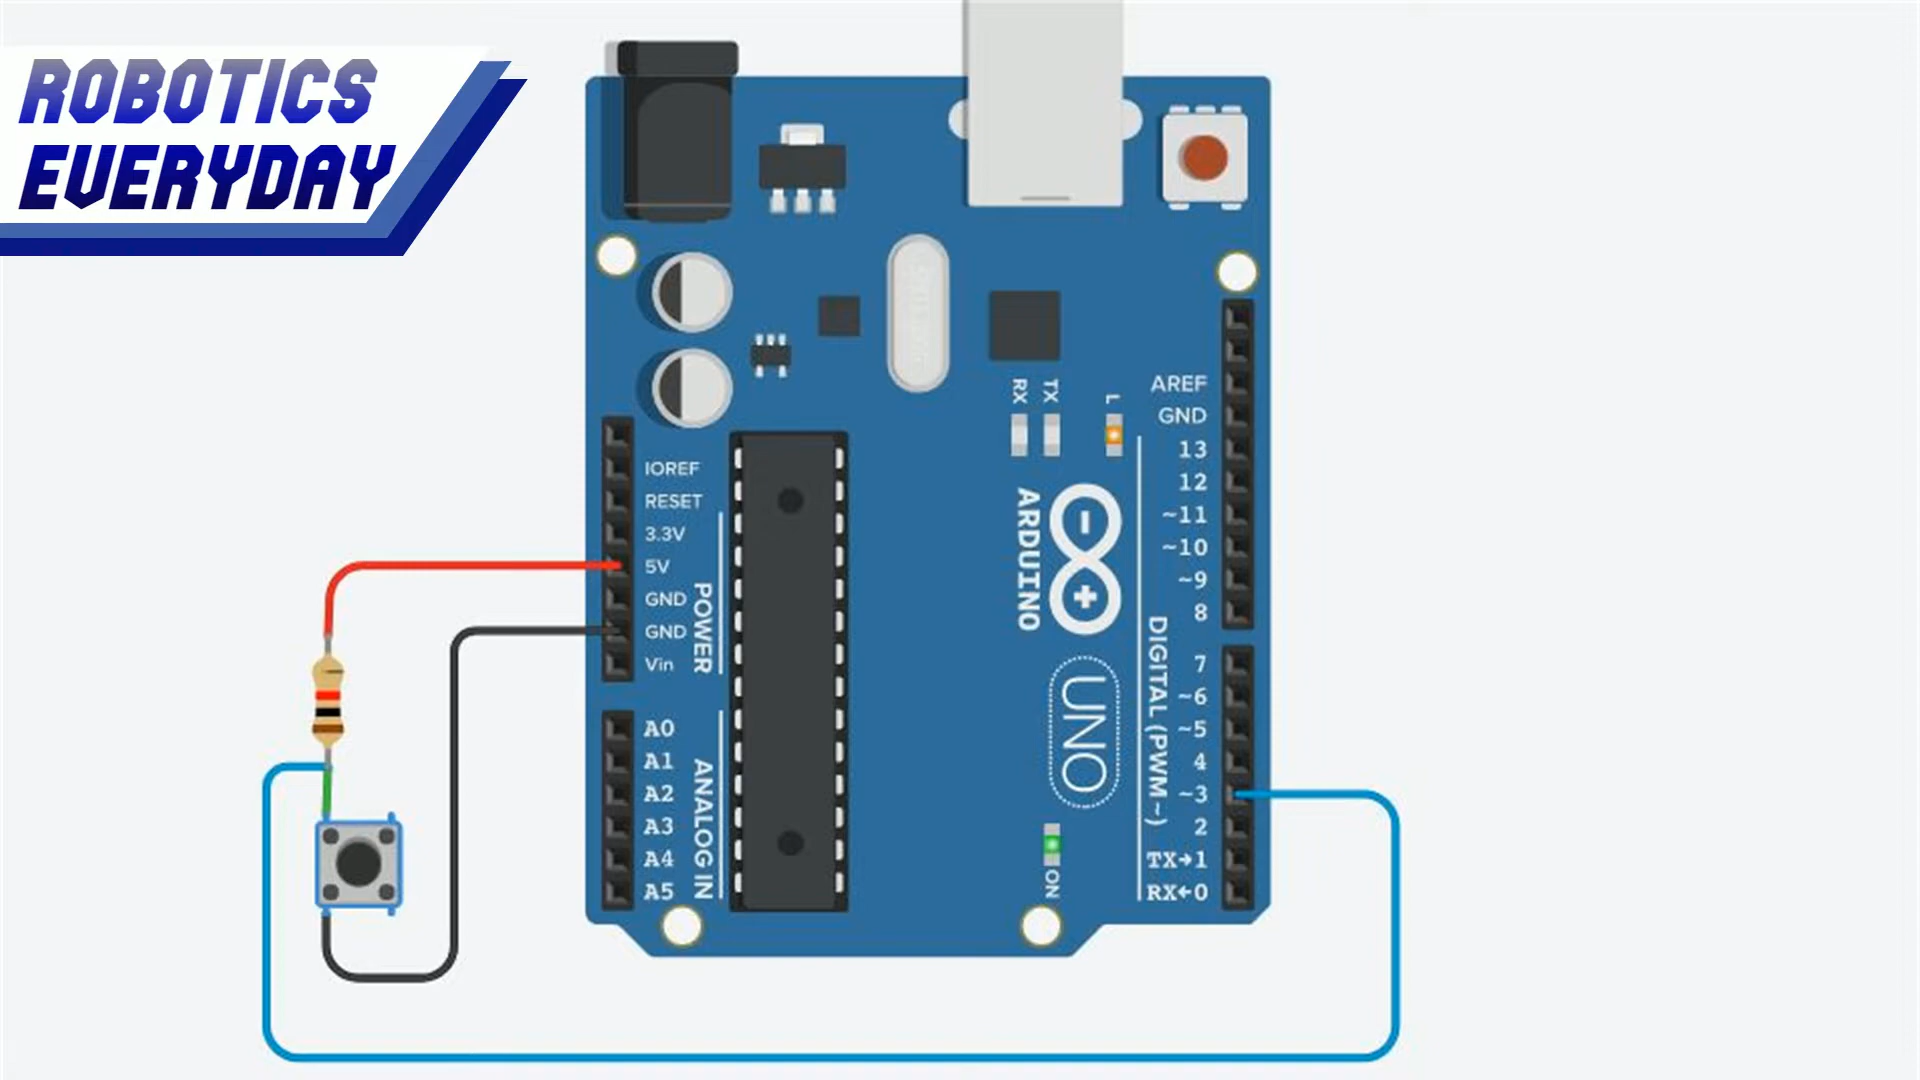 ROBOTICS
EVERYDAY
RX
TX
L
AREF
GND
13
12
~11
~10
~9
8
IOREF
RESET
3.3V
5V
GND
GND
Vin
POWER
ARDUINO
UNO
DIGITAL (PWM~)
7
~6
~5
4
~3
2
TX→1
RX←0
A0
A1
A2
A3
A4
A5
ANALOG IN
ON